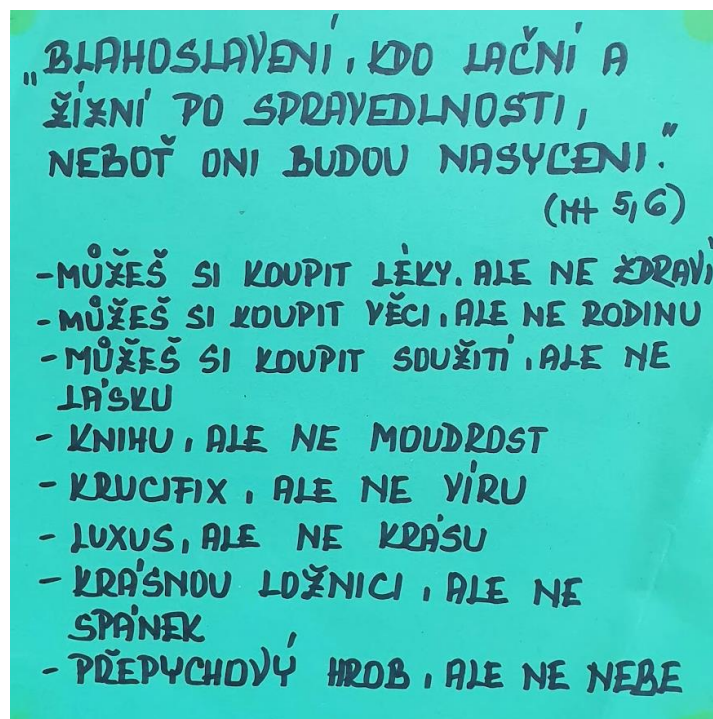 „BLAHOSLAVENÍ, KDO LAČNÍ A
ŽÍZNÍ PO SPRAVEDLNOSTI,
NEBOŤ ONI BUDOU NASYCENI."
(Mt 5,6)
-MŮŽEŠ SI KOUPIT LÉKY, ALE NE ZDRAVÍ
-MŮŽEŠ SI KOUPIT VĚCI, ALE NE RODINU
-MŮŽEŠ SI KOUPIT SOUŽITÍ, ALE NE
LÁSKU
- KNIHU, ALE NE MOUDROST
- KRUCIFIX, ALE NE VÍRU
- LUXUS, ALE NE KRÁSU
- KRÁSNOU LOŽNICI, ALE NE
SPÁNEK
- PŘEPYCHOVÝ HROB, ALE NE NEBE